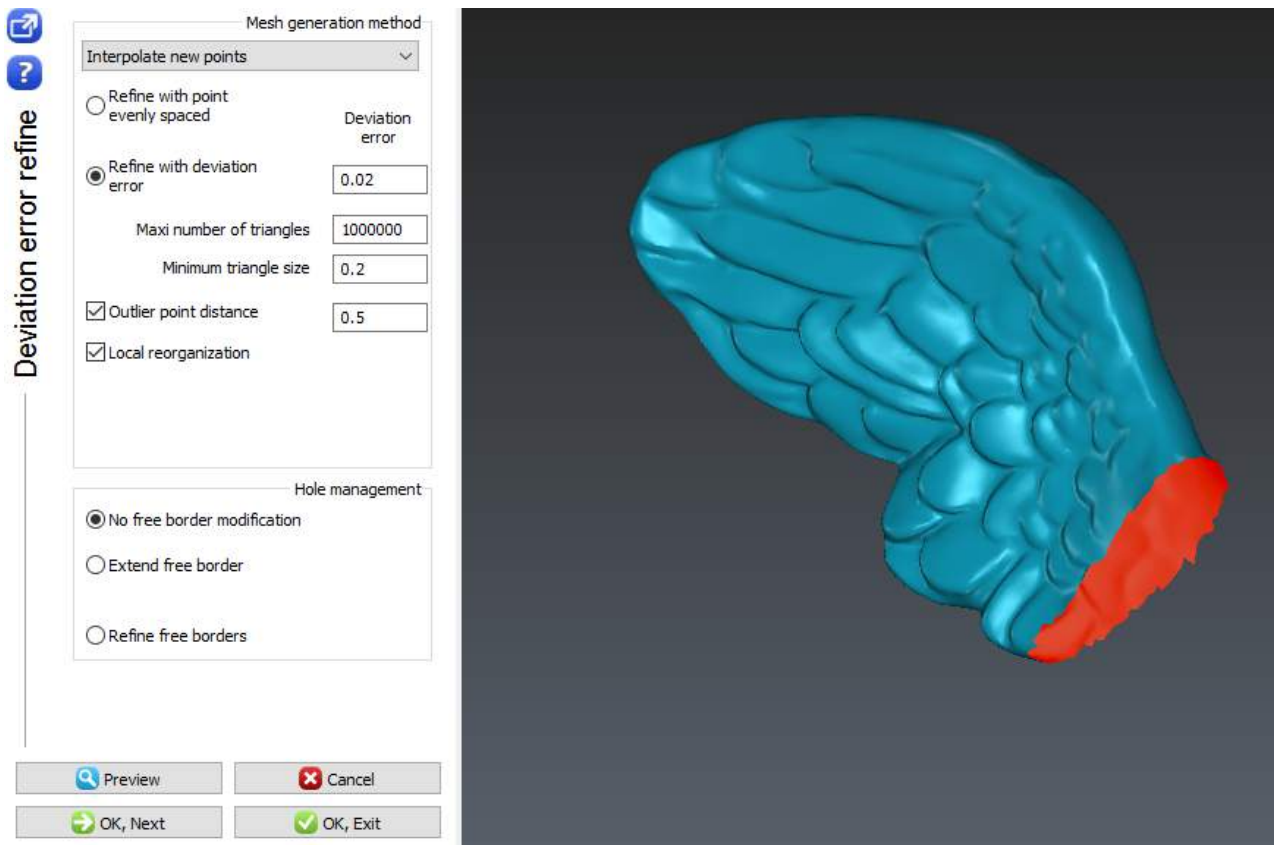 Deviation error refine
Mesh generation method
Interpolate new points
Refine with point
evenly spaced
Deviation
error
Refine with deviation
error
0.02
Maxi number of triangles
1000000
Minimum triangle size
0.2
Outlier point distance
0.5
Local reorganization
Hole management
No free border modification
Extend free border
Refine free borders
Preview
Cancel
OK, Next
OK, Exit